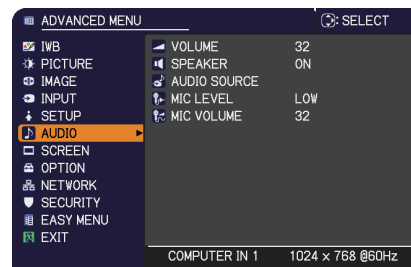 ADVANCED MENU : SELECT
IWB VOLUME 32
PICTURE SPEAKER ON
IMAGE AUDIO SOURCE
INPUT MIC LEVEL LOW
SETUP MIC VOLUME 32
AUDIO
SCREEN
OPTION
NETWORK
SECURITY
EASY MENU
EXIT
COMPUTER IN 1 1024 x 768 @60Hz